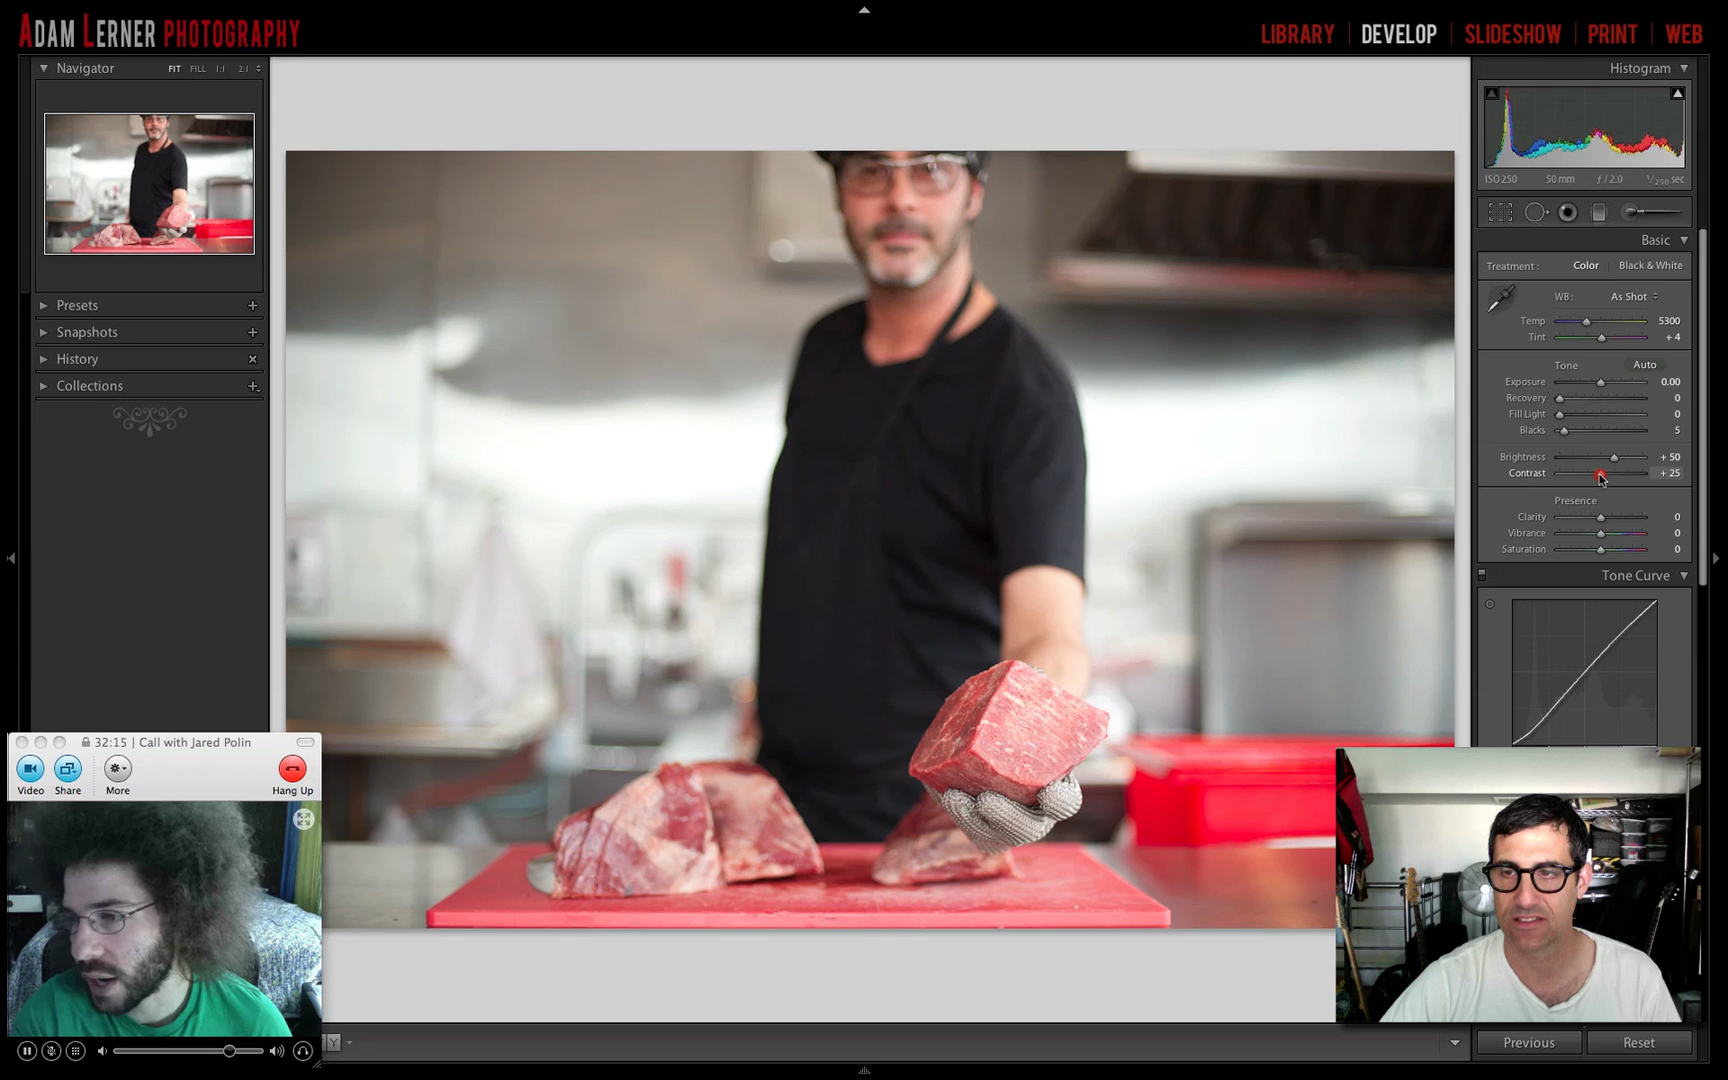 ADAM LERNER PHOTOGRAPHY
LIBRARY | DEVELOP | SLIDESHOW | PRINT | WEB
Navigator FIT FILL 1:1 2:1
Presets
Snapshots
History
Collections
Histogram
ISO 250 50 mm ƒ / 2.0 1/250 sec
Basic
Treatment : Color Black & White
WB: As Shot
Temp 5300
Tint + 4
Tone Auto
Exposure 0.00
Recovery 0
Fill Light 0
Blacks 5
Brightness + 50
Contrast + 25
Presence
Clarity 0
Vibrance 0
Saturation 0
Tone Curve
32:15 | Call with Jared Polin
Video Share More Hang Up
Y
Previous Reset